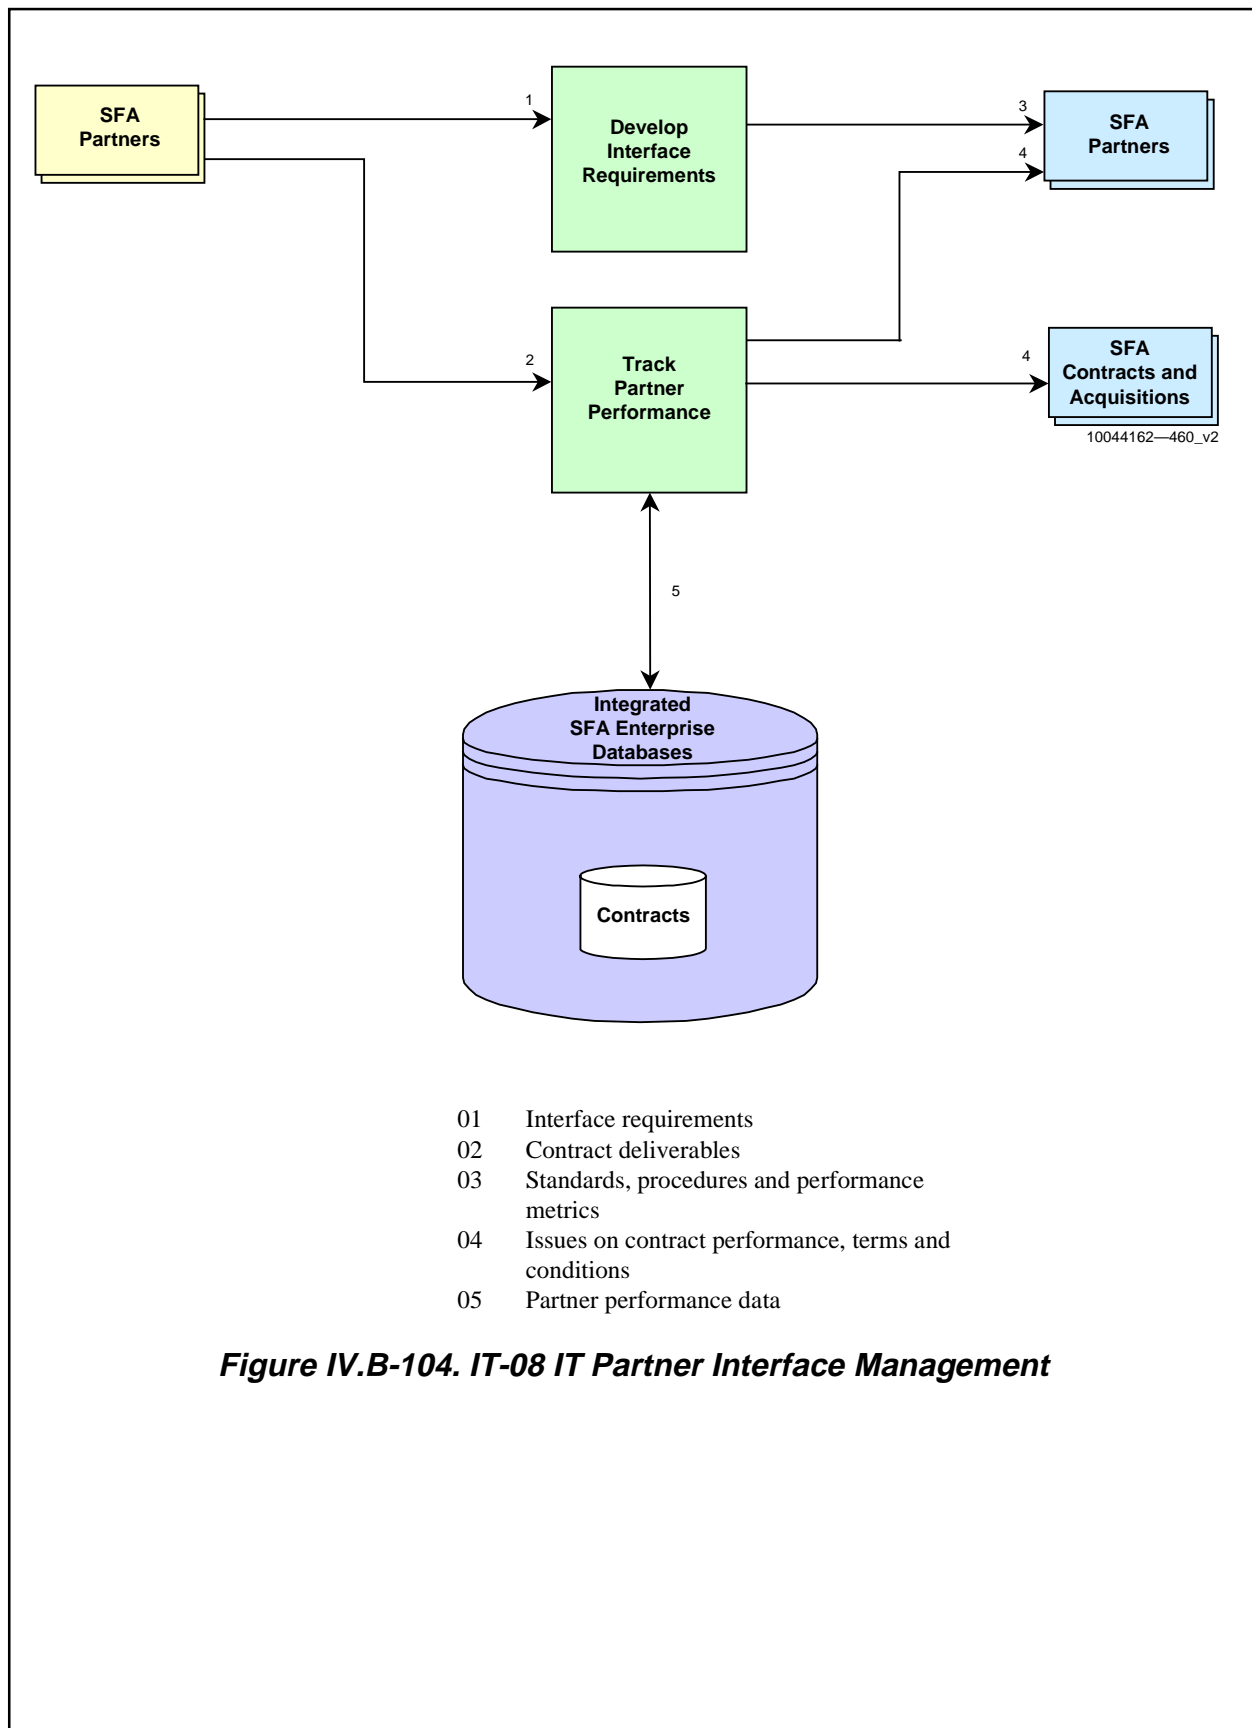 SFA
Partners
1
Develop
Interface
Requirements
3
SFA
Partners
4
2
Track
Partner
Performance
4
SFA
Contracts and
Acquisitions
10044162—460_v2
5
Integrated
SFA Enterprise
Databases
Contracts
01 Interface requirements
02 Contract deliverables
03 Standards, procedures and performance
metrics
04 Issues on contract performance, terms and
conditions
05 Partner performance data
Figure IV.B-104. IT-08 IT Partner Interface Management